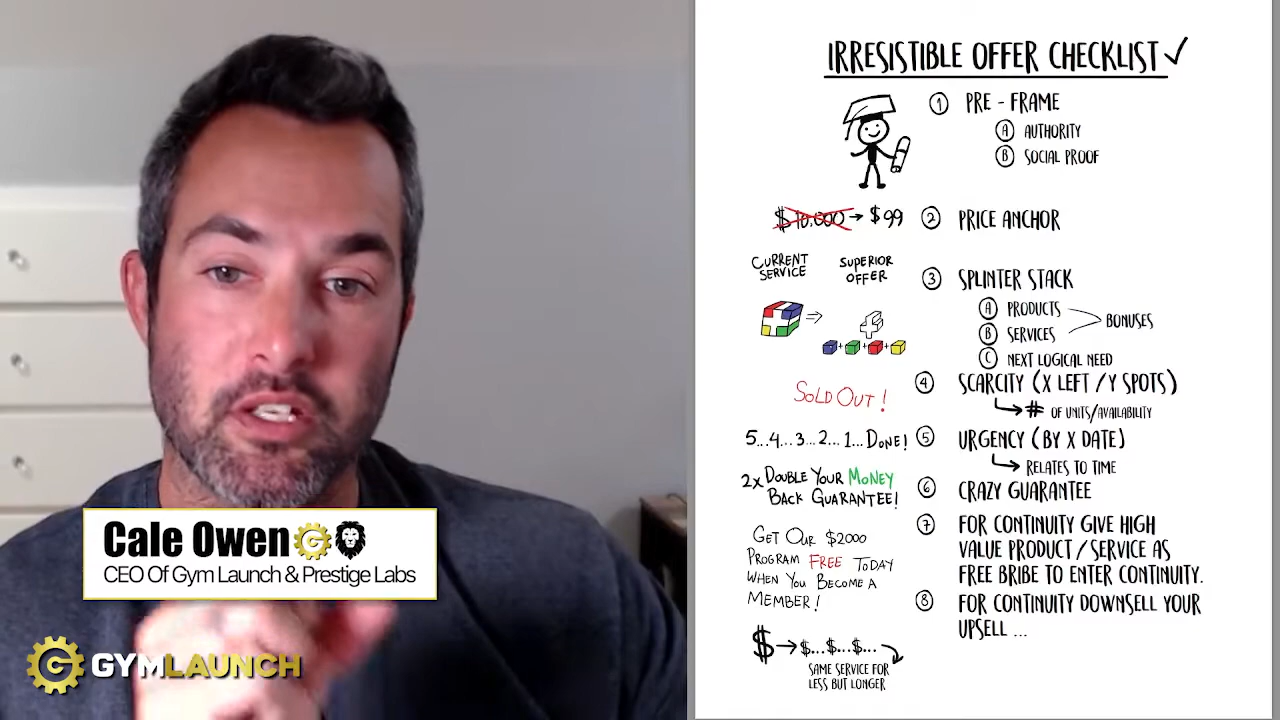 Cale Owen
CEO Of Gym Launch & Prestige Labs
GYMLAUNCH
IRRESISTIBLE OFFER CHECKLIST
1 PRE-FRAME
A AUTHORITY
B SOCIAL PROOF
$10,000 → $99
2 PRICE ANCHOR
CURRENT SERVICE
SUPERIOR OFFER
3 SPLINTER STACK
A PRODUCTS
B SERVICES
BONUSES
C NEXT LOGICAL NEED
SOLD OUT!
4 SCARCITY (X LEFT / Y SPOTS)
# OF UNITS/AVAILABILITY
5...4...3...2...1...DONE!
5 URGENCY (BY X DATE)
RELATES TO TIME
2x DOUBLE YOUR MONEY
BACK GUARANTEE!
6 CRAZY GUARANTEE
GET OUR $2000
PROGRAM FREE TODAY
WHEN YOU BECOME A
MEMBER!
7 FOR CONTINUITY GIVE HIGH
VALUE PRODUCT/SERVICE AS
FREE BRIBE TO ENTER CONTINUITY.
8 FOR CONTINUITY DOWNSELL YOUR
UPSELL ...
$ → $...$...$...
SAME SERVICE FOR
LESS BUT LONGER